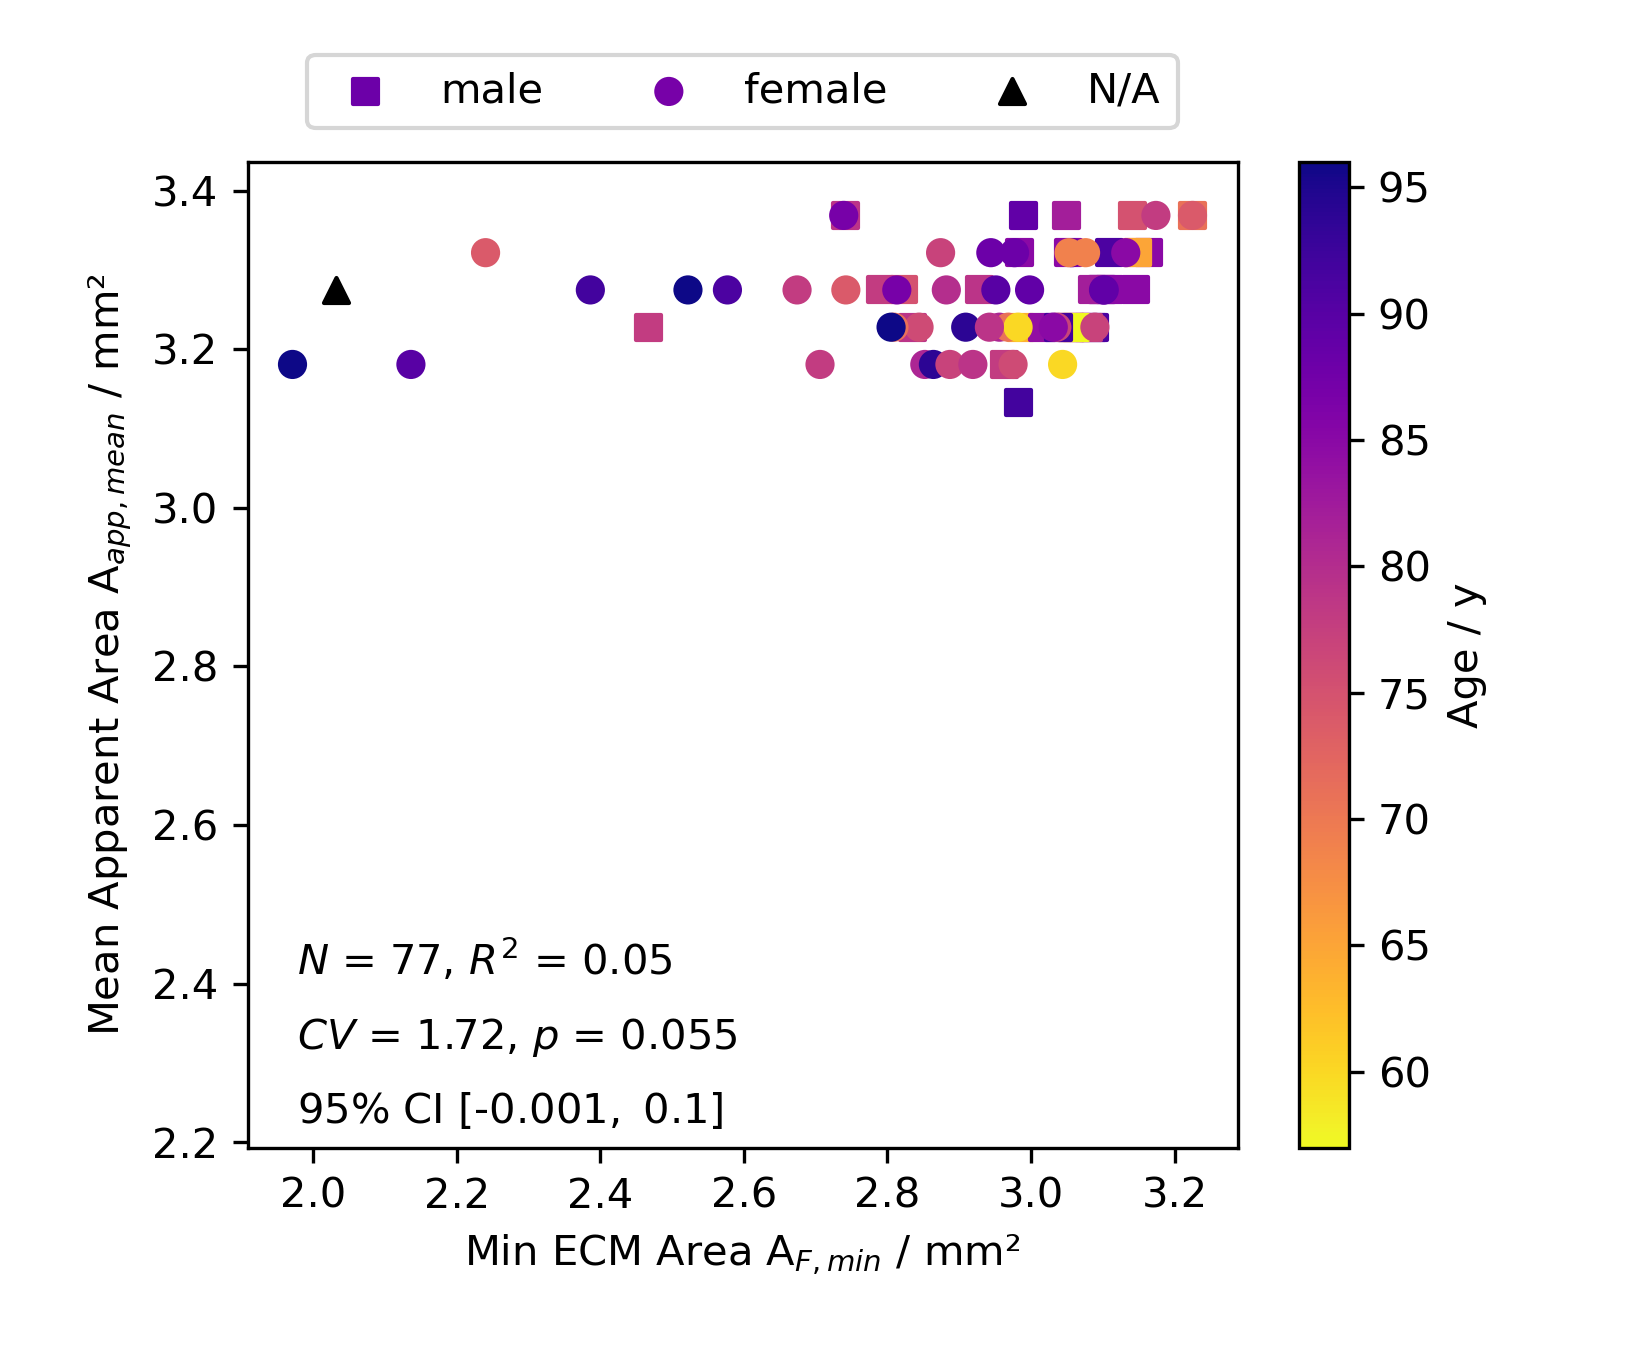 male female N/A
3.4
3.2
3.0
2.8
2.6
2.4
2.2
Mean Apparent Area A_{app,mean} / mm²
N = 77, R² = 0.05
CV = 1.72, p = 0.055
95% CI [-0.001, 0.1]
2.0 2.2 2.4 2.6 2.8 3.0 3.2
Min ECM Area A_{F,min} / mm²
95
90
85
80
75
70
65
60
Age / y